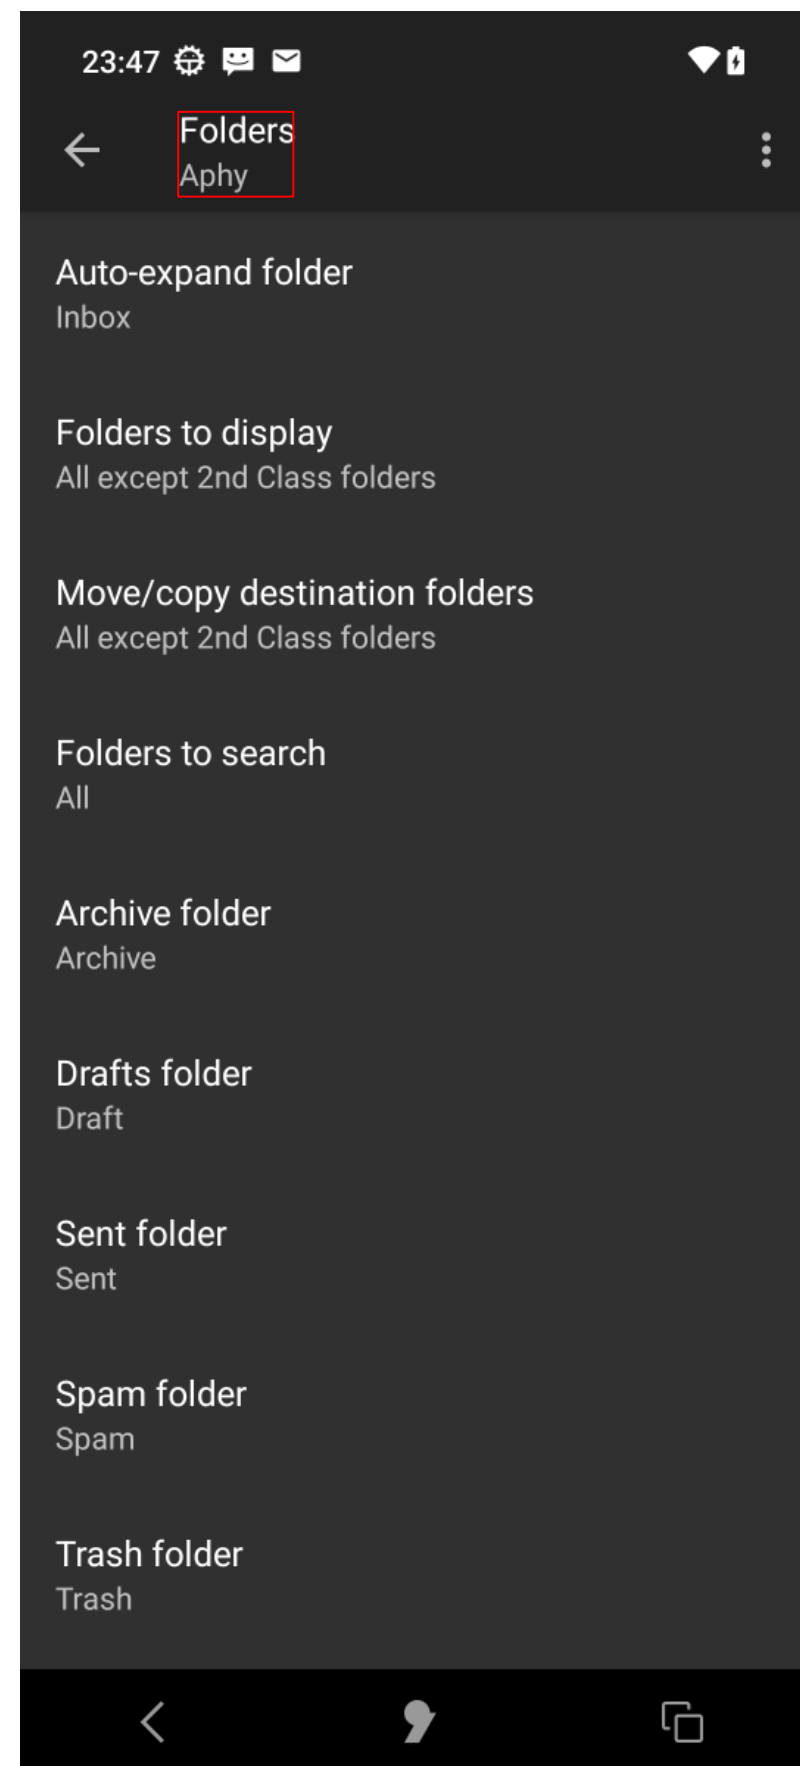 23:47
Folders
Aphy
Auto-expand folder
Inbox
Folders to display
All except 2nd Class folders
Move/copy destination folders
All except 2nd Class folders
Folders to search
All
Archive folder
Archive
Drafts folder
Draft
Sent folder
Sent
Spam folder
Spam
Trash folder
Trash